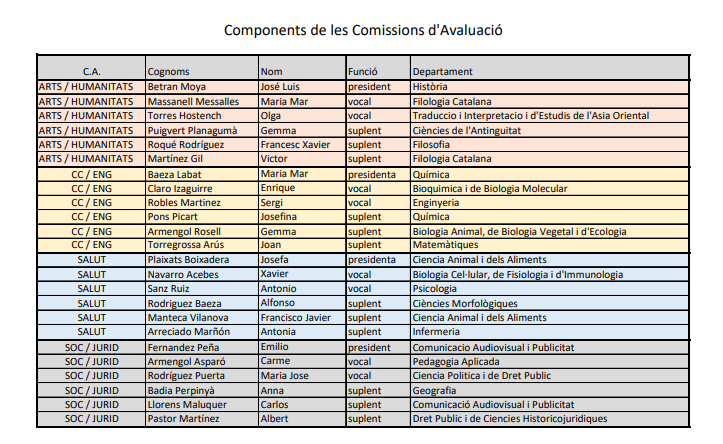 Components de les Comissions d'Avaluació
C.A. Cognoms Nom Funció Departament
ARTS / HUMANITATS Betran Moya José Luis president Història
ARTS / HUMANITATS Massanell Messalles Maria Mar vocal Filologia Catalana
ARTS / HUMANITATS Torres Hostench Olga vocal Traduccio i Interpretacio i d'Estudis de l'Asia Oriental
ARTS / HUMANITATS Puigvert Planagumà Gemma suplent Ciències de l'Antinguitat
ARTS / HUMANITATS Roqué Rodríguez Francesc Xavier suplent Filosofia
ARTS / HUMANITATS Martínez Gil Victor suplent Filologia Catalana
CC / ENG Baeza Labat Maria Mar presidenta Química
CC / ENG Claro Izaguirre Enrique vocal Bioquimica i de Biologia Molecular
CC / ENG Robles Martinez Sergi vocal Enginyeria
CC / ENG Pons Picart Josefina suplent Química
CC / ENG Armengol Rosell Gemma suplent Biologia Animal, de Biologia Vegetal i d'Ecologia
CC / ENG Torregrossa Arús Joan suplent Matemàtiques
SALUT Plaixats Boixadera Josefa presidenta Ciencia Animal i dels Aliments
SALUT Navarro Acebes Xavier vocal Biologia Cel·lular, de Fisiologia i d'Immunologia
SALUT Sanz Ruiz Antonio vocal Psicologia
SALUT Rodriguez Baeza Alfonso suplent Ciències Morfològiques
SALUT Manteca Vilanova Francisco Javier suplent Ciencia Animal i dels Aliments
SALUT Arreciado Marñón Antonia suplent Infermeria
SOC / JURID Fernandez Peña Emilio president Comunicacio Audiovisual i Publicitat
SOC / JURID Armengol Asparó Carme vocal Pedagogia Aplicada
SOC / JURID Rodríguez Puerta Maria Jose vocal Ciencia Politica i de Dret Public
SOC / JURID Badia Perpinyà Anna suplent Geografia
SOC / JURID Llorens Maluquer Carlos suplent Comunicació Audiovisual i Publicitat
SOC / JURID Pastor Martínez Albert suplent Dret Public i de Ciencies Historicojuridiques